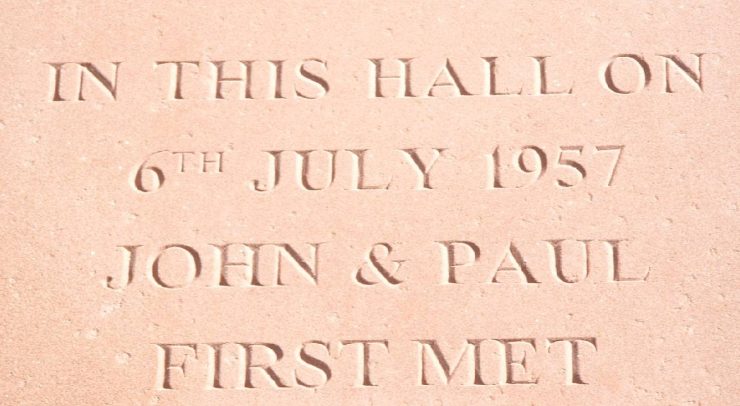 IN THIS HALL ON
6TH JULY 1957
JOHN & PAUL
FIRST MET